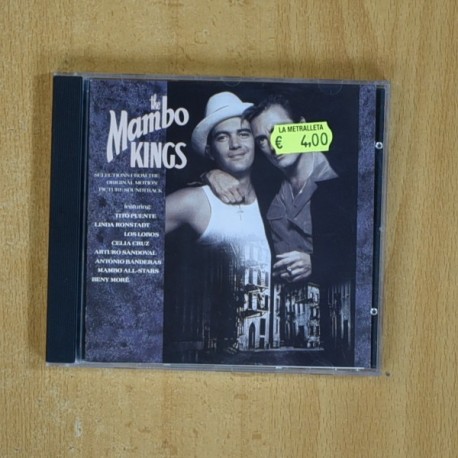 the
Mambo
KINGS
SELECTIONS FROM THE
ORIGINAL MOTION
PICTURE SOUNDTRACK
featuring
TITO PUENTE
LINDA RONSTADT
LOS LOBOS
CELIA CRUZ
ARTURO SANDOVAL
ANTONIO BANDERAS
MAMBO ALL-STARS
BENY MORÉ
LA METRALLETA
€ 4,00